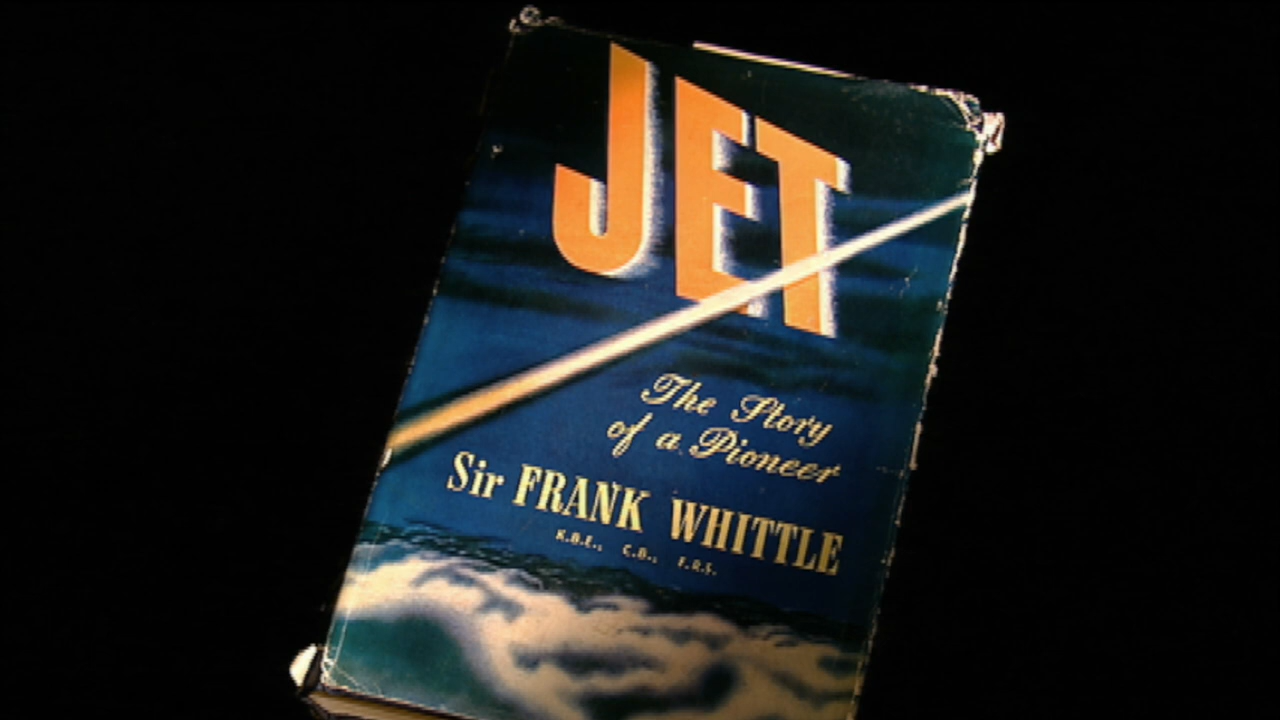 JET
The Story
of a Pioneer
Sir FRANK WHITTLE
K.B.E., C.B., F.R.S.